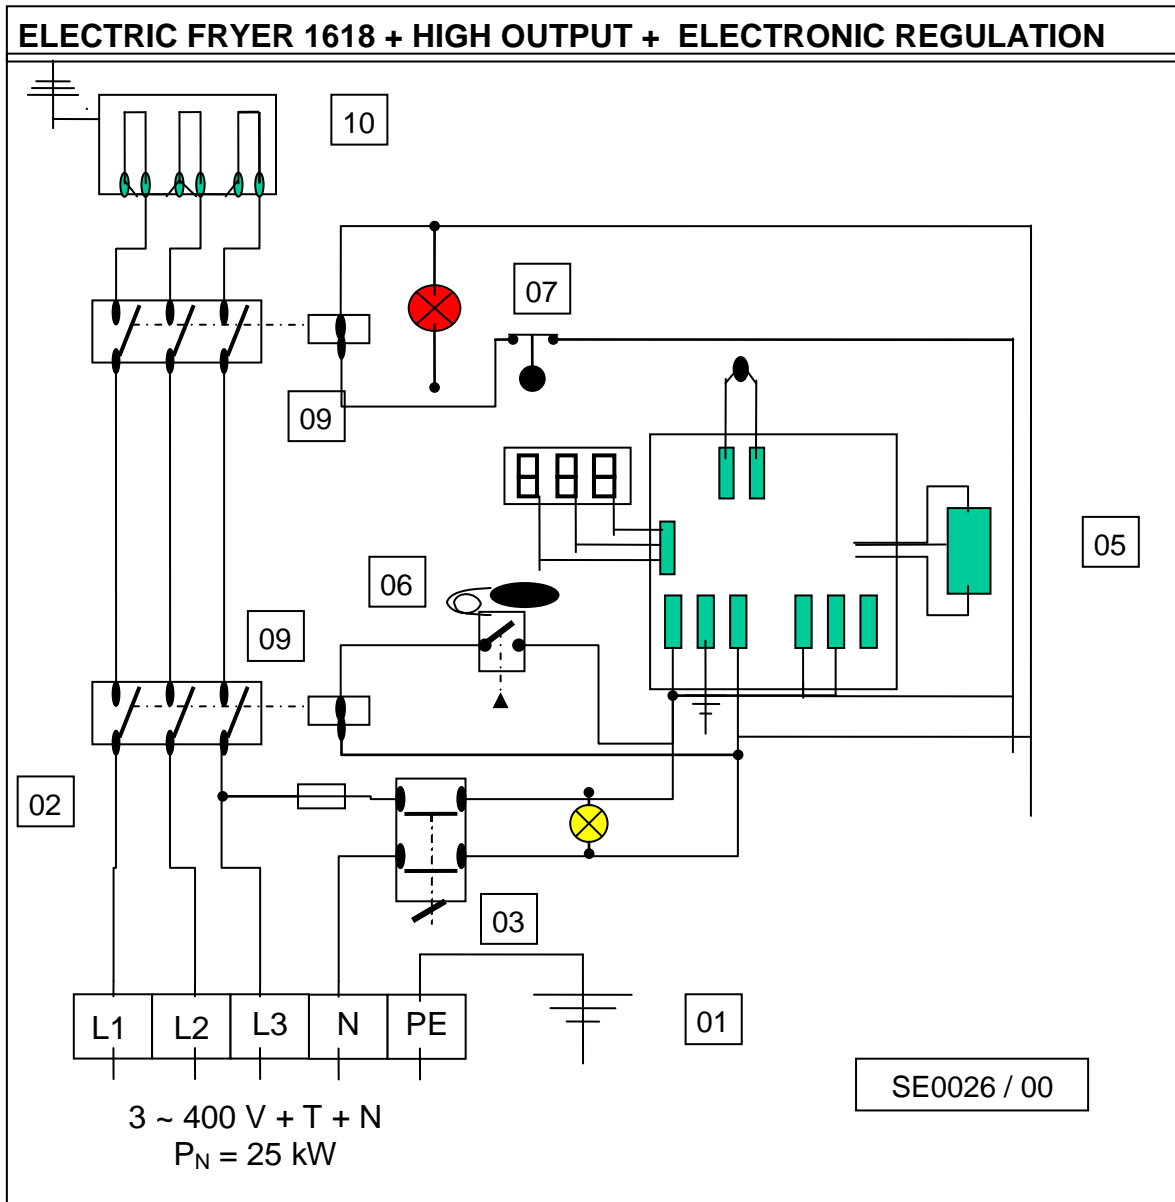 ELECTRIC FRYER 1618 + HIGH OUTPUT + ELECTRONIC REGULATION
10
07
09
05
06
09
02
03
L1 L2 L3 N PE
01
SE0026 / 00
3 ~ 400 V + T + N
PN = 25 kW